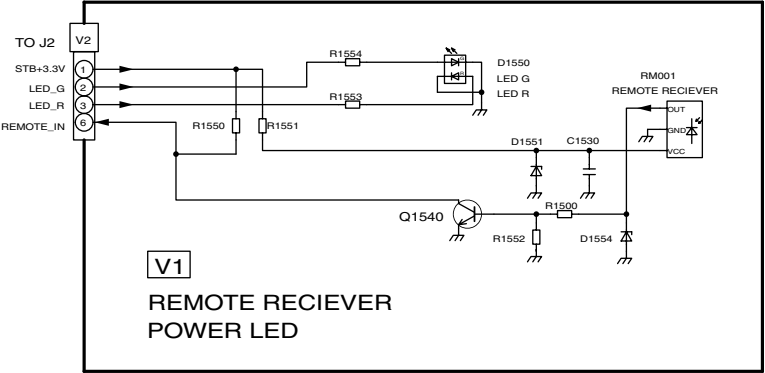 TO J2
V2
STB+3.3V
1
LED_G
2
LED_R
3
REMOTE_IN
6
R1554
R1553
D1550
LED G
LED R
RM001
REMOTE RECIEVER
OUT
GND
VCC
R1550
R1551
D1551
C1530
Q1540
R1500
R1552
D1554
V1
REMOTE RECIEVER
POWER LED